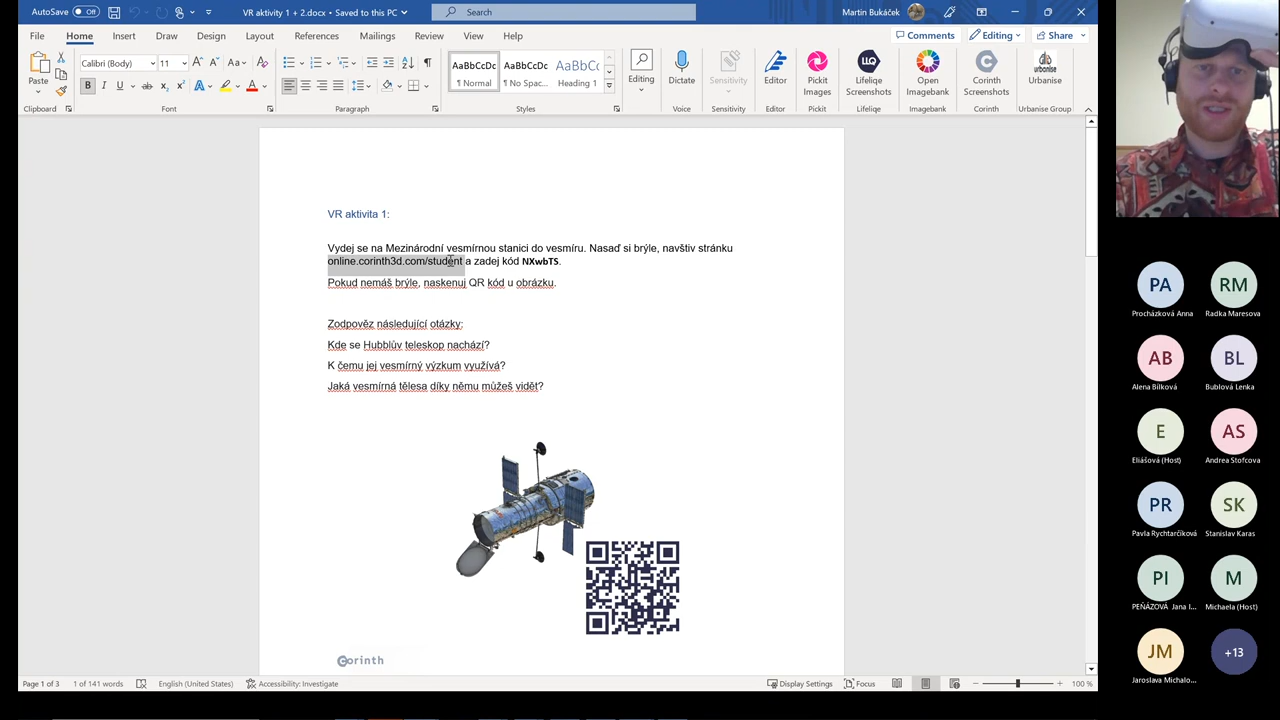 AutoSave Off VR aktivity 1 + 2.docx • Saved to this PC Search Martin Bukáček
File Home Insert Draw Design Layout References Mailings Review View Help Comments Editing Share
Calibri (Body) 11
Paste
AaBbCcDc AaBbCcDc AaBbCc
¶ Normal ¶ No Spac... Heading 1
Editing Dictate Sensitivity Editor Pickit Images Lifeliqe Screenshots Open Imagebank Corinth Screenshots Urbanise
Clipboard Font Paragraph Styles Voice Sensitivity Editor Pickit Lifeliqe Imagebank Corinth Urbanise Group
VR aktivita 1:
Vydej se na Mezinárodní vesmírnou stanici do vesmíru. Nasaď si brýle, navštiv stránku
online.corinth3d.com/student a zadej kód NXwbTS.
Pokud nemáš brýle, naskenuj QR kód u obrázku.
Zodpověz následující otázky:
Kde se Hubblův teleskop nachází?
K čemu jej vesmírný výzkum využívá?
Jaká vesmírná tělesa díky němu můžeš vidět?
corinth
Page 1 of 3 1 of 141 words English (United States) Accessibility: Investigate Display Settings Focus 100 %
PA RM
Procházková Anna Radka Maresova
AB BL
Alena Bílková Bublová Lenka
E AS
Eliášová (Host) Andrea Stofcova
PR SK
Pavla Rychtarčíková Stanislav Karas
PI M
PEŇÁZOVÁ Jana I... Michaela (Host)
JM +13
Jaroslava Michalo...